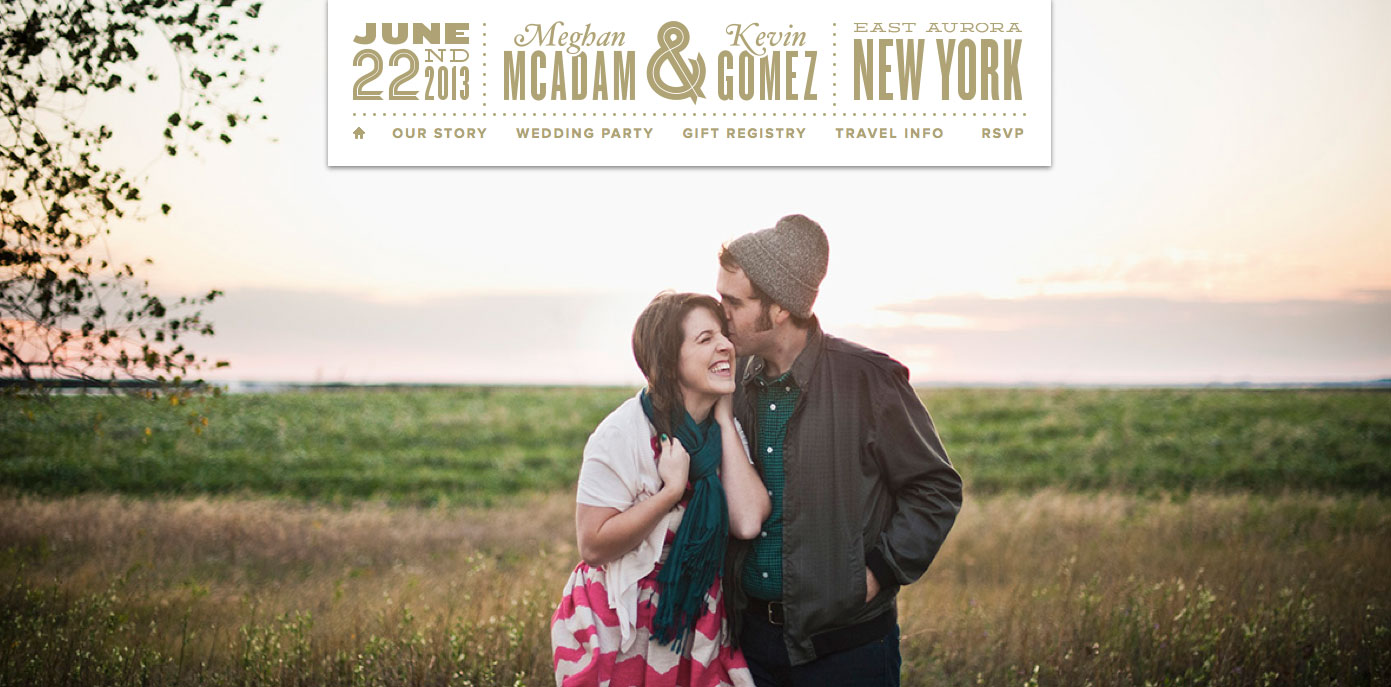 JUNE
22ND
2013
Meghan
MCADAM
&
Kevin
GOMEZ
EAST AURORA
NEW YORK
OUR STORY WEDDING PARTY GIFT REGISTRY TRAVEL INFO RSVP